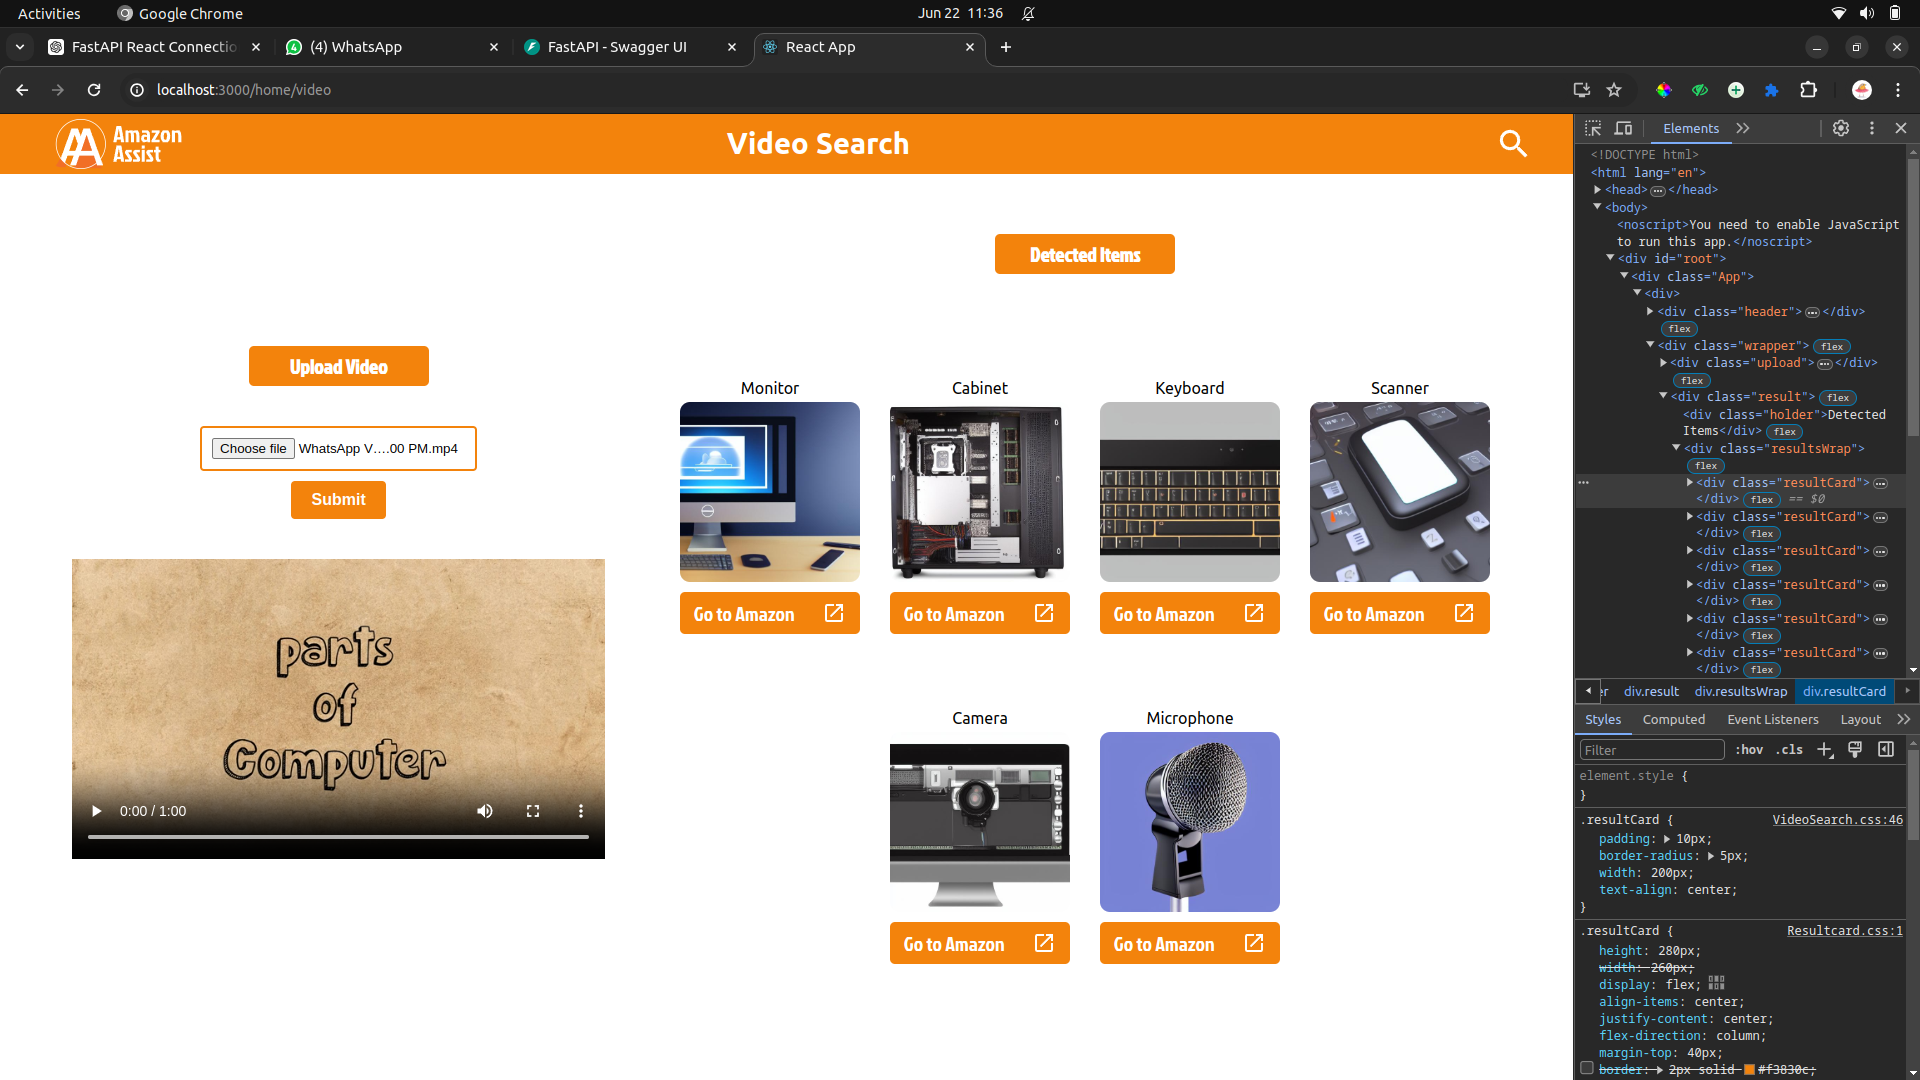 Activities
Google Chrome
Jun 22 11:36
FastAPI React Connectio
(4) WhatsApp
FastAPI - Swagger UI
React App
localhost:3000/home/video
Amazon
Assist
Video Search
Detected Items
Upload Video
Choose file WhatsApp V....00 PM.mp4
Submit
parts
of
Computer
0:00 / 1:00
Monitor
Cabinet
Keyboard
Scanner
Go to Amazon
Go to Amazon
Go to Amazon
Go to Amazon
Camera
Microphone
Go to Amazon
Go to Amazon
Elements
<!DOCTYPE html>
<html lang="en">
<head> ••• </head>
<body>
<noscript>You need to enable JavaScript
to run this app.</noscript>
<div id="root">
<div class="App">
<div>
<div class="header"> ••• </div>
flex
<div class="wrapper"> flex
<div class="upload"> ••• </div>
flex
<div class="result"> flex
<div class="holder">Detected
Items</div> flex
<div class="resultsWrap">
flex
<div class="resultCard"> •••
</div> flex == $0
<div class="resultCard"> •••
</div> flex
<div class="resultCard"> •••
</div> flex
<div class="resultCard"> •••
</div> flex
<div class="resultCard"> •••
</div> flex
<div class="resultCard"> •••
</div> flex
er div.result div.resultsWrap div.resultCard
Styles Computed Event Listeners Layout
Filter :hov .cls
element.style {
}
.resultCard { VideoSearch.css:46
padding: 10px;
border-radius: 5px;
width: 200px;
text-align: center;
}
.resultCard { Resultcard.css:1
height: 280px;
width: 260px;
display: flex;
align-items: center;
justify-content: center;
flex-direction: column;
margin-top: 40px;
border: 2px solid #f3830c;